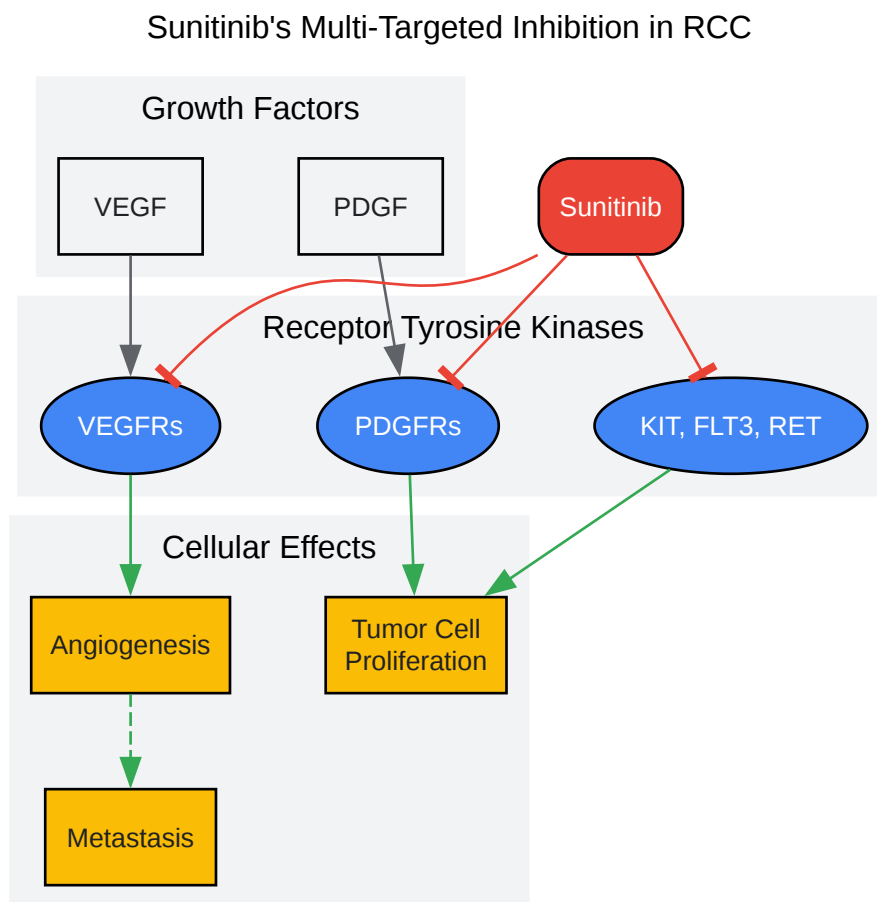 Sunitinib's Multi-Targeted Inhibition in RCC
Growth Factors
VEGF
PDGF
Sunitinib
Receptor Tyrosine Kinases
VEGFRs
PDGFRs
KIT, FLT3, RET
Cellular Effects
Angiogenesis
Tumor Cell
Proliferation
Metastasis